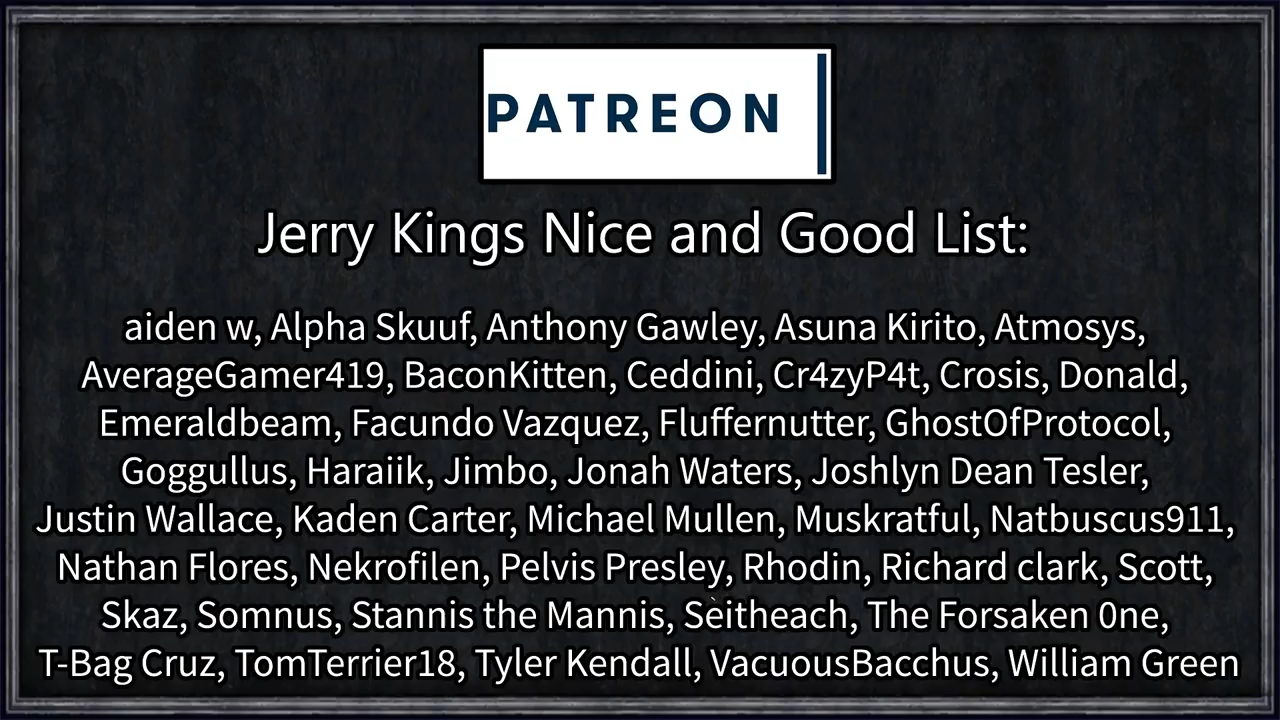 PATREON
Jerry Kings Nice and Good List:
aiden w, Alpha Skuuf, Anthony Gawley, Asuna Kirito, Atmosys,
AverageGamer419, BaconKitten, Ceddini, Cr4zyP4t, Crosis, Donald,
Emeraldbeam, Facundo Vazquez, Fluffernutter, GhostOfProtocol,
Goggullus, Haraiik, Jimbo, Jonah Waters, Joshlyn Dean Tesler,
Justin Wallace, Kaden Carter, Michael Mullen, Muskratful, Natbuscus911,
Nathan Flores, Nekrofilen, Pelvis Presley, Rhodin, Richard clark, Scott,
Skaz, Somnus, Stannis the Mannis, Sèitheach, The Forsaken 0ne,
T-Bag Cruz, TomTerrier18, Tyler Kendall, VacuousBacchus, William Green